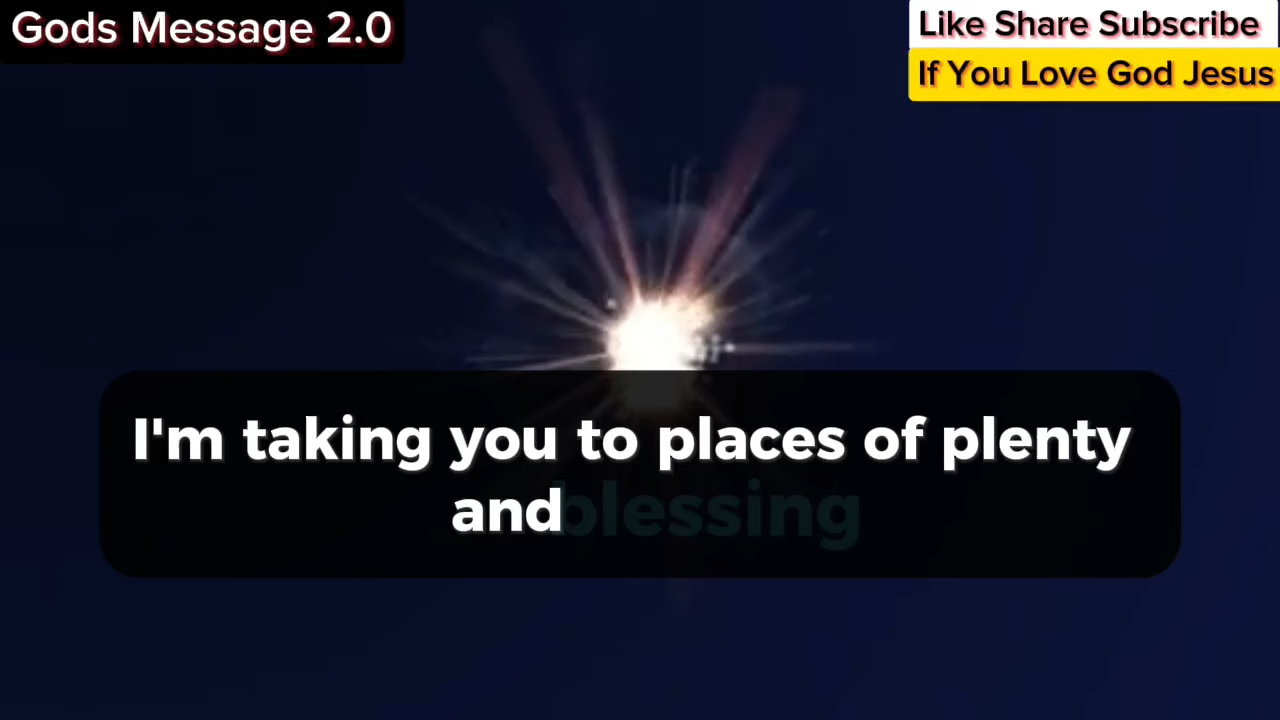 Gods Message 2.0
Like Share Subscribe
If You Love God Jesus
I'm taking you to places of plenty
and blessing